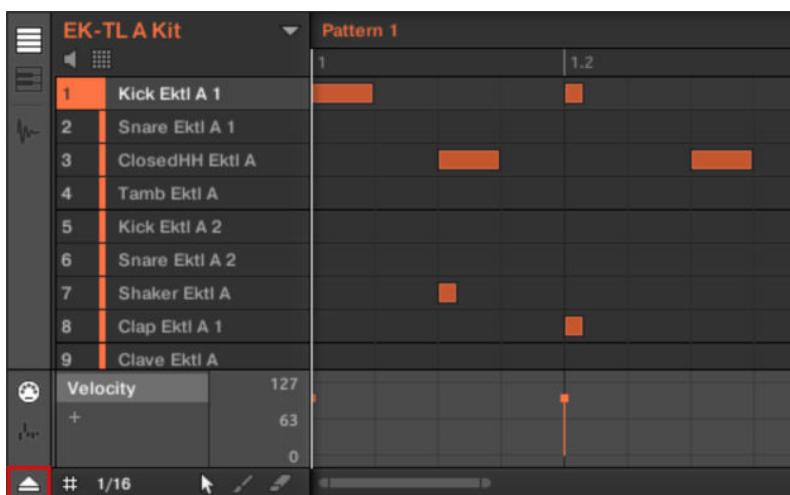 EK-TL A Kit
Pattern 1
1 1.2
1 Kick Ektl A 1
2 Snare Ektl A 1
3 ClosedHH Ektl A
4 Tamb Ektl A
5 Kick Ektl A 2
6 Snare Ektl A 2
7 Shaker Ektl A
8 Clap Ektl A 1
9 Clave Ektl A
Velocity 127
+ 63
0
1/16